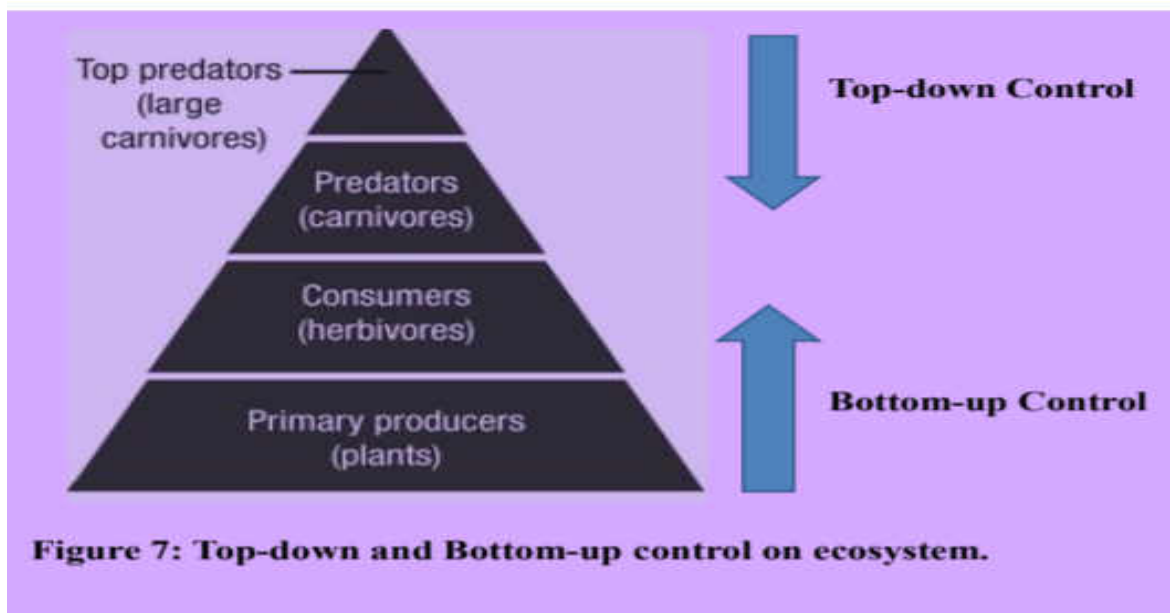 Top predators
(large
carnivores)
Predators
(carnivores)
Consumers
(herbivores)
Primary producers
(plants)
Top-down Control
Bottom-up Control
Figure 7: Top-down and Bottom-up control on ecosystem.